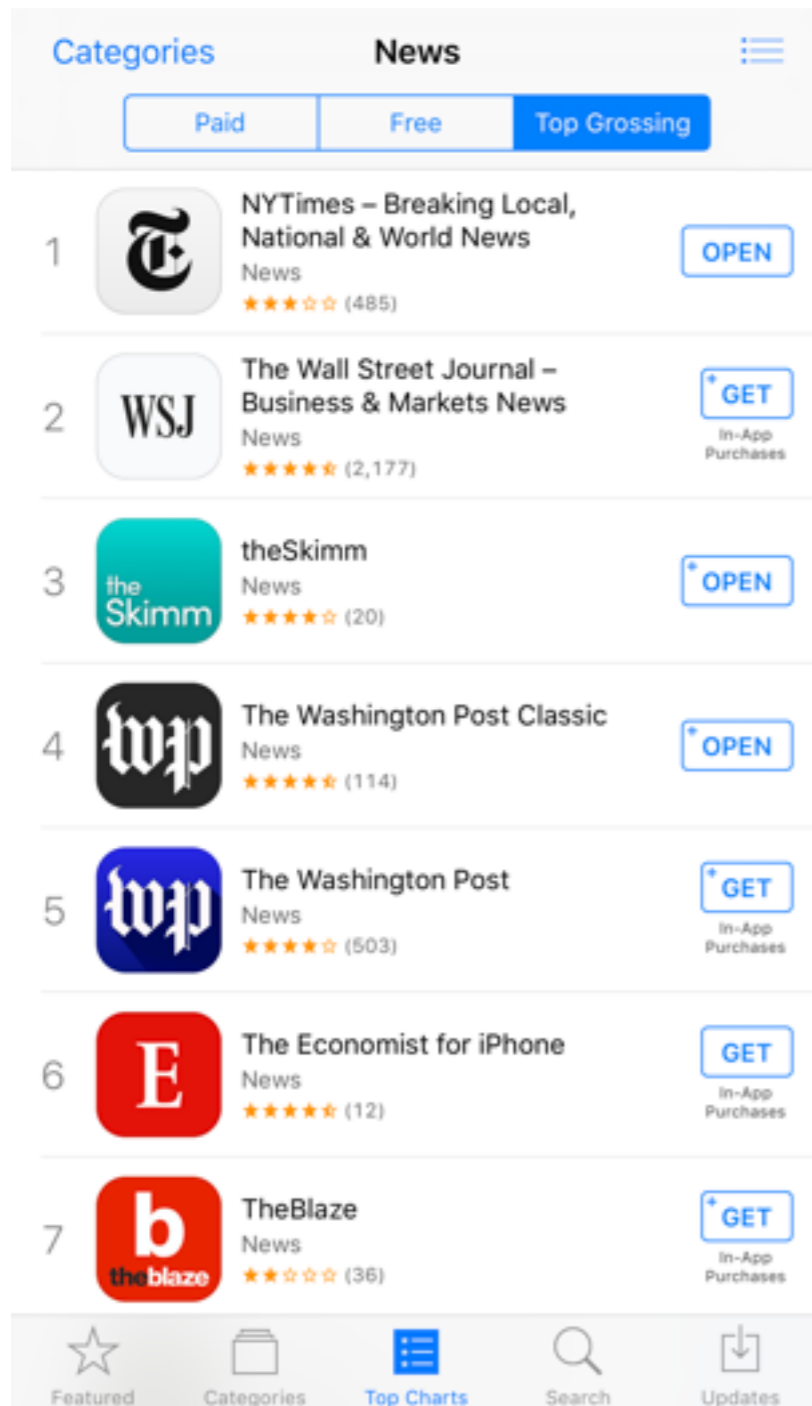 Categories
News
Paid
Free
Top Grossing
1
NYTimes – Breaking Local,
National & World News
News
(485)
OPEN
2
WSJ
The Wall Street Journal –
Business & Markets News
News
(2,177)
+ GET
In-App
Purchases
3
the
Skimm
theSkimm
News
(20)
+ OPEN
4
wp
The Washington Post Classic
News
(114)
+ OPEN
5
wp
The Washington Post
News
(503)
+ GET
In-App
Purchases
6
E
The Economist for iPhone
News
(12)
GET
In-App
Purchases
7
b
theblaze
TheBlaze
News
(36)
+ GET
In-App
Purchases
Featured
Categories
Top Charts
Search
Updates